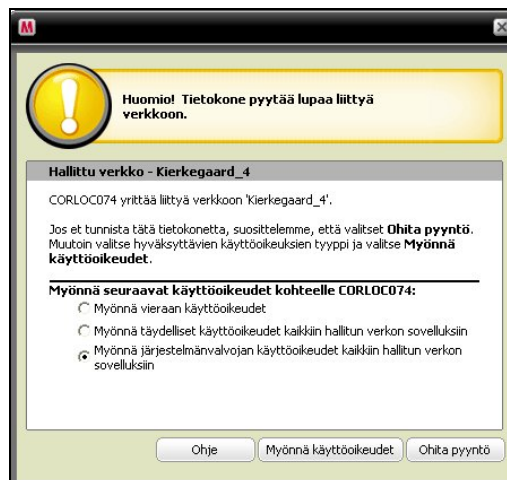 Huomio! Tietokone pyytää lupaa liittyä
verkkoon.
Hallittu verkko - Kierkegaard_4
CORLOC074 yrittää liittyä verkkoon 'Kierkegaard_4'.
Jos et tunnista tätä tietokonetta, suosittelemme, että valitset Ohita pyyntö.
Muutoin valitse hyväksyttävien käyttöoikeuksien tyyppi ja valitse Myönnä
käyttöoikeudet.
Myönnä seuraavat käyttöoikeudet kohteelle CORLOC074:
Myönnä vieraan käyttöoikeudet
Myönnä täydelliset käyttöoikeudet kaikkiin hallitun verkon sovelluksiin
Myönnä järjestelmänvalvojan käyttöoikeudet kaikkiin hallitun verkon
sovelluksiin
Ohje
Myönnä käyttöoikeudet
Ohita pyyntö